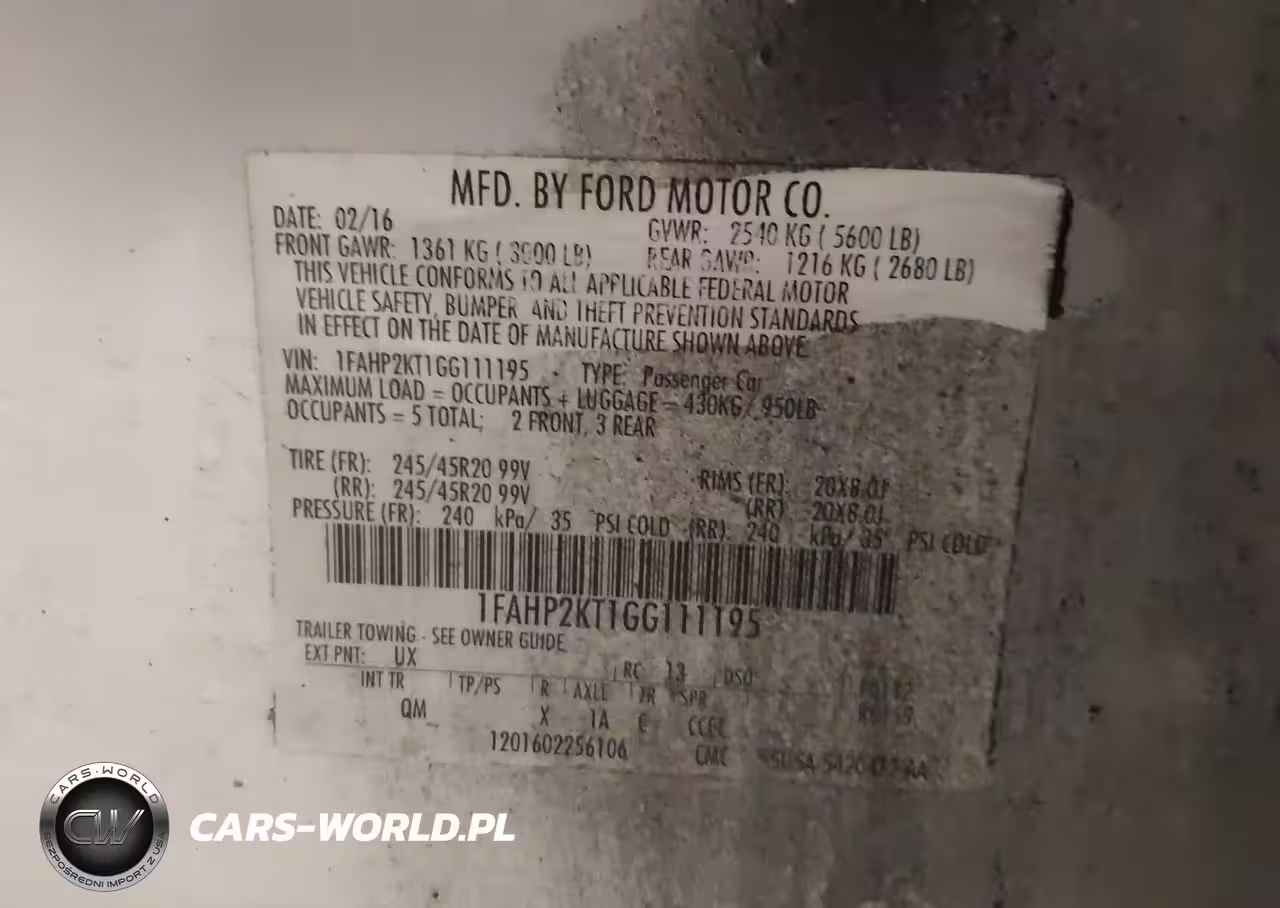 MFD. BY FORD MOTOR CO.
DATE: 02/16 GVWR: 2540 KG ( 5600 LB)
FRONT GAWR: 1361 KG ( 3000 LB) REAR GAWR: 1216 KG ( 2680 LB)
THIS VEHICLE CONFORMS TO ALL APPLICABLE FEDERAL MOTOR
VEHICLE SAFETY, BUMPER AND THEFT PREVENTION STANDARDS
IN EFFECT ON THE DATE OF MANUFACTURE SHOWN ABOVE
VIN: 1FAHP2KT1GG111195 TYPE: Passenger Car
MAXIMUM LOAD = OCCUPANTS + LUGGAGE = 430KG/ 950LB
OCCUPANTS = 5 TOTAL; 2 FRONT, 3 REAR
TIRE (FR): 245/45R20 99V RIMS (FR): 20X8.0J
(RR): 245/45R20 99V (RR): 20X8.0J
PRESSURE (FR): 240 kPa/ 35 PSI COLD (RR): 240 kPa/ 35 PSI COLD
1FAHP2KT1GG111195
TRAILER TOWING - SEE OWNER GUIDE
EXT PNT: UX RC 13 DSO
INT TR TP/PS R AXLE TR SPR
QM X 1A E
1201602256106
CARS-WORLD
CW
BEZPOŚREDNI IMPORT Z USA
CARS-WORLD.PL